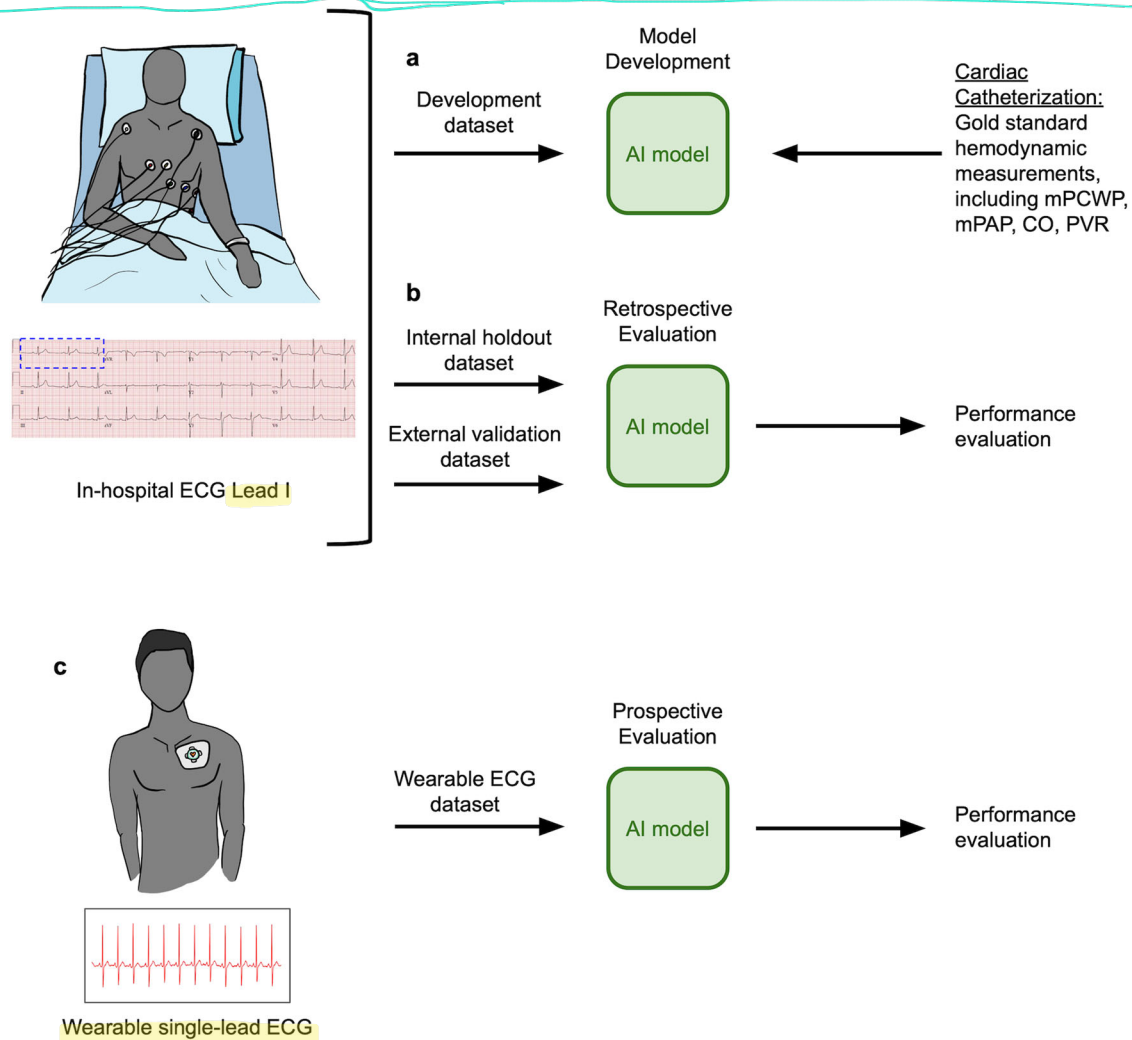 a
Model
Development
Development
dataset
AI model
Cardiac
Catheterization:
Gold standard
hemodynamic
measurements,
including mPCWP,
mPAP, CO, PVR
b
Retrospective
Evaluation
Internal holdout
dataset
AI model
External validation
dataset
Performance
evaluation
II
III
In-hospital ECG Lead I
c
Prospective
Evaluation
Wearable ECG
dataset
AI model
Performance
evaluation
Wearable single-lead ECG